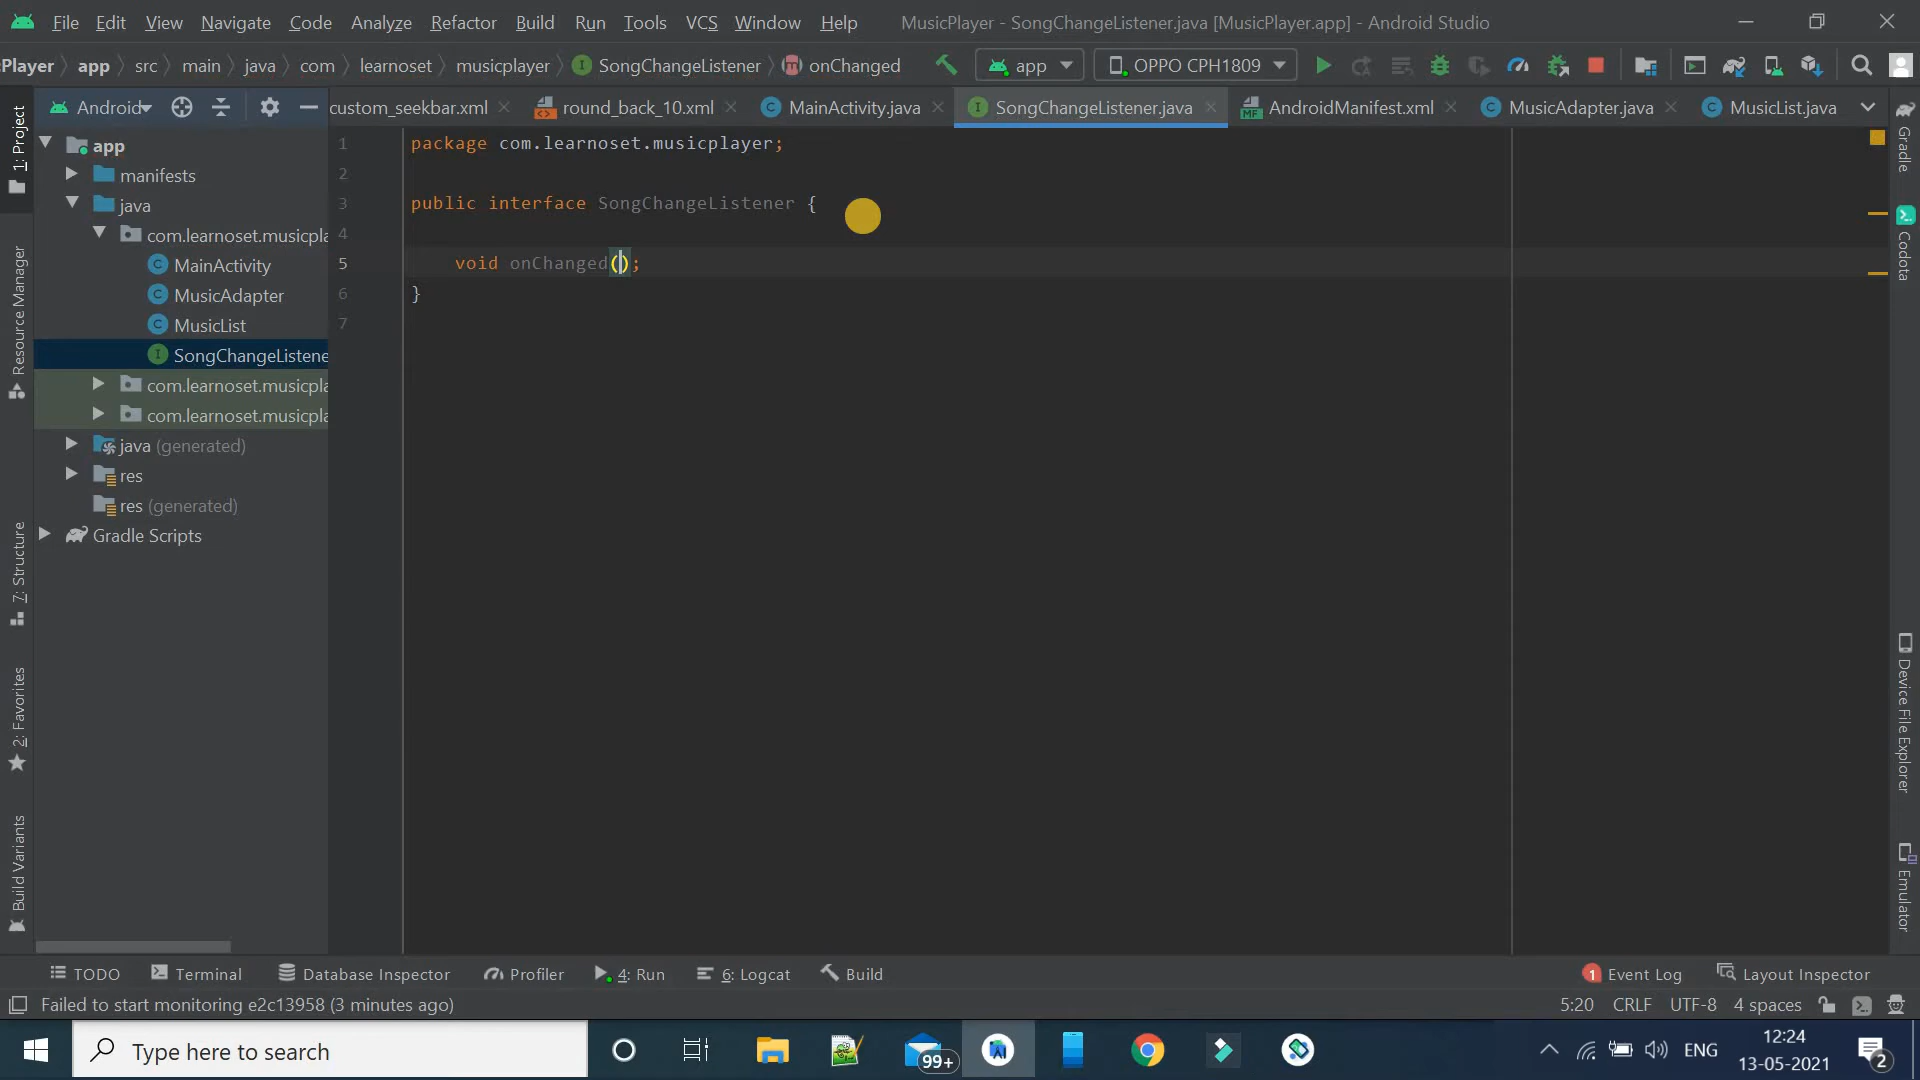 File Edit View Navigate Code Analyze Refactor Build Run Tools VCS Window Help MusicPlayer - SongChangeListener.java [MusicPlayer.app] - Android Studio
Player app src main java com learnoset musicplayer SongChangeListener onChanged app OPPO CPH1809
Android custom_seekbar.xml round_back_10.xml MainActivity.java SongChangeListener.java AndroidManifest.xml MusicAdapter.java MusicList.java
1: Project
Resource Manager
7: Structure
2: Favorites
Build Variants
app
manifests
java
com.learnoset.musicpla
MainActivity
MusicAdapter
MusicList
SongChangeListene
com.learnoset.musicpla
com.learnoset.musicpla
java (generated)
res
res (generated)
Gradle Scripts
1 package com.learnoset.musicplayer;
2
3 public interface SongChangeListener {
4
5 void onChanged();
6 }
7
Gradle
Codota
Device File Explorer
Emulator
TODO Terminal Database Inspector Profiler 4: Run 6: Logcat Build 1 Event Log Layout Inspector
Failed to start monitoring e2c13958 (3 minutes ago) 5:20 CRLF UTF-8 4 spaces
Type here to search 99+ ENG 12:24
13-05-2021 2